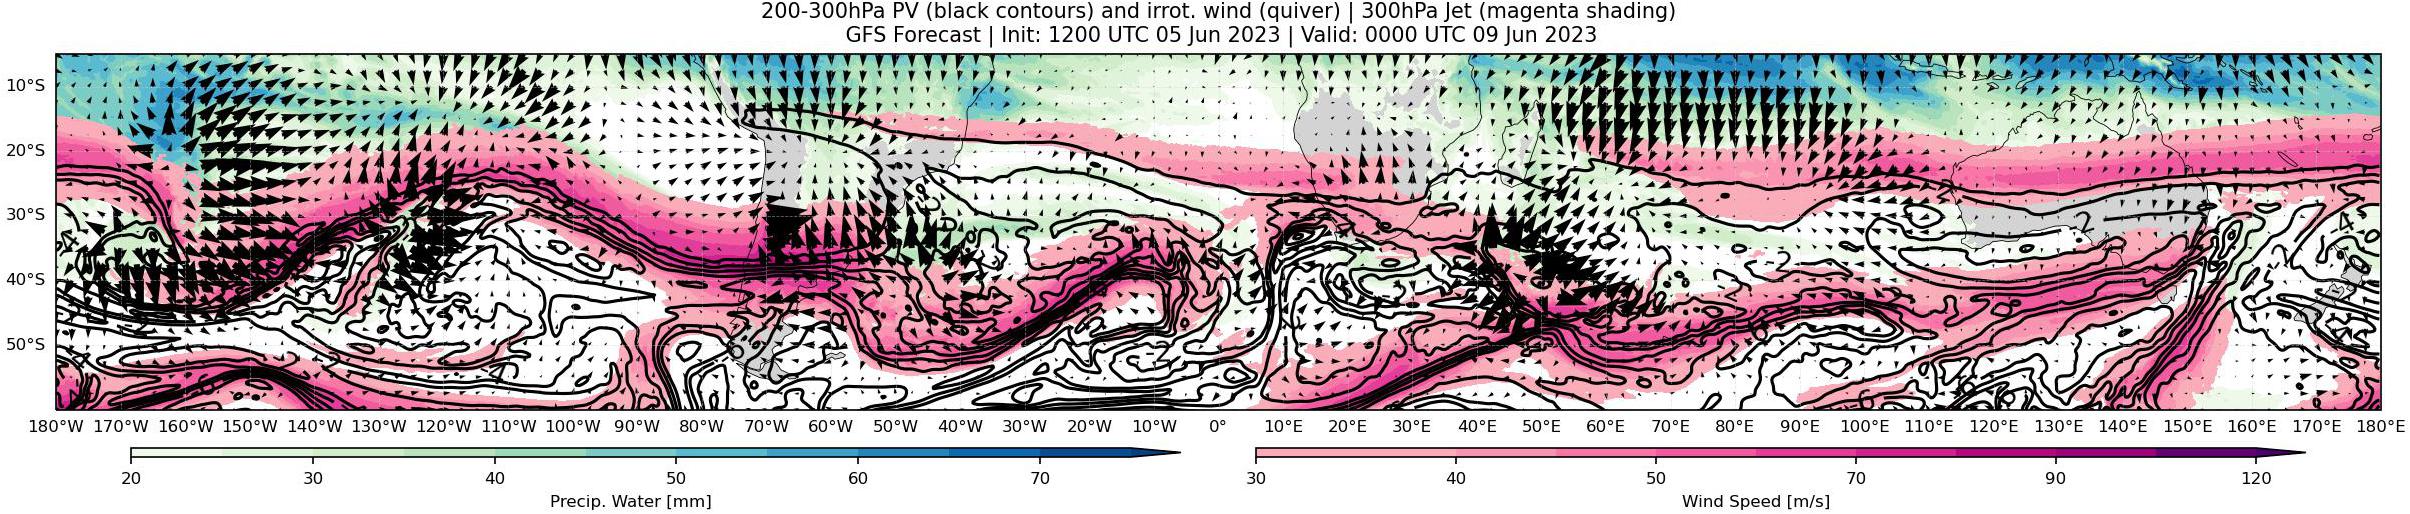 200-300hPa PV (black contours) and irrot. wind (quiver) | 300hPa Jet (magenta shading)
GFS Forecast | Init: 1200 UTC 05 Jun 2023 | Valid: 0000 UTC 09 Jun 2023
10°S
20°S
30°S
40°S
50°S
180°W 170°W 160°W 150°W 140°W 130°W 120°W 110°W 100°W 90°W 80°W 70°W 60°W 50°W 40°W 30°W 20°W 10°W 0° 10°E 20°E 30°E 40°E 50°E 60°E 70°E 80°E 90°E 100°E 110°E 120°E 130°E 140°E 150°E 160°E 170°E 180°E
20 30 40 50 60 70
Precip. Water [mm]
30 40 50 70 90 120
Wind Speed [m/s]